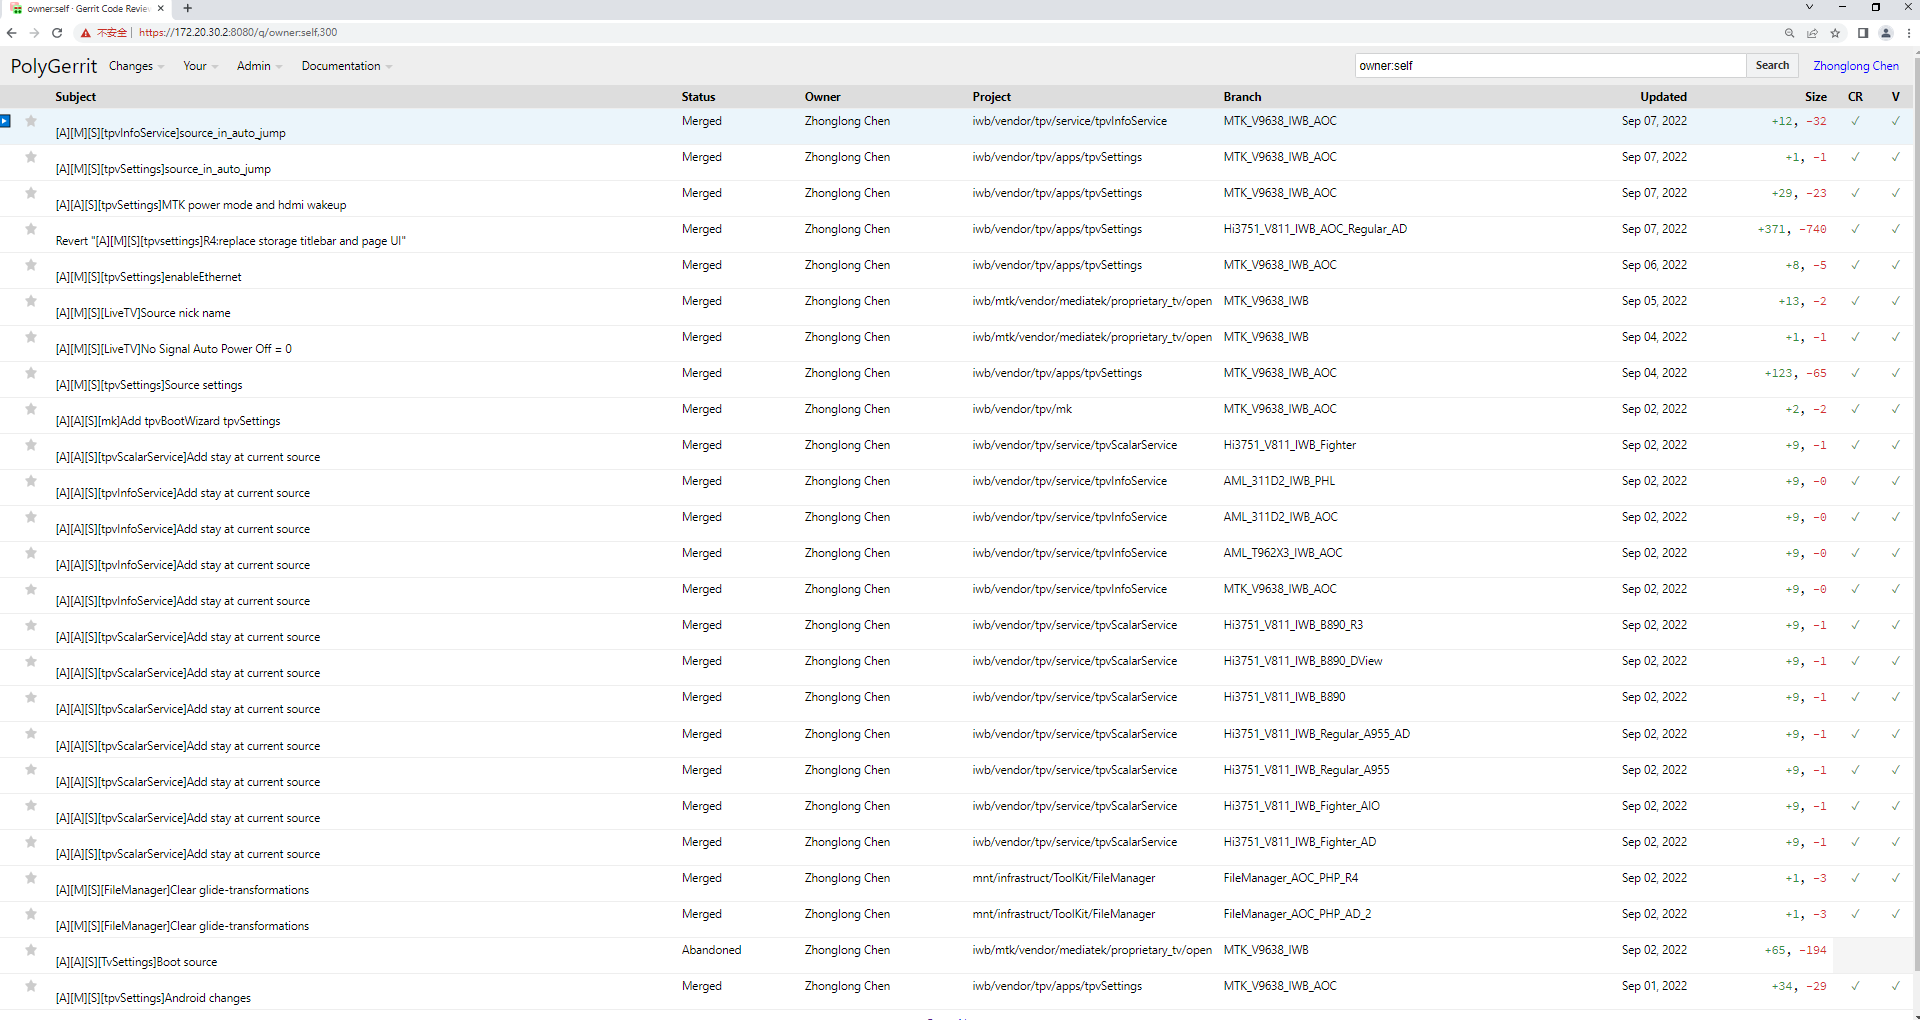 owner:self · Gerrit Code Revie
不安全 https://172.20.30.2:8080/q/owner:self,300
PolyGerrit Changes Your Admin Documentation owner:self Search Zhonglong Chen
Subject Status Owner Project Branch Updated Size CR V
[A][M][S][tpvInfoService]source_in_auto_jump Merged Zhonglong Chen iwb/vendor/tpv/service/tpvInfoService MTK_V9638_IWB_AOC Sep 07, 2022 +12, -32 ✓ ✓
[A][M][S][tpvSettings]source_in_auto_jump Merged Zhonglong Chen iwb/vendor/tpv/apps/tpvSettings MTK_V9638_IWB_AOC Sep 07, 2022 +1, -1 ✓ ✓
[A][A][S][tpvSettings]MTK power mode and hdmi wakeup Merged Zhonglong Chen iwb/vendor/tpv/apps/tpvSettings MTK_V9638_IWB_AOC Sep 07, 2022 +29, -23 ✓ ✓
Revert "[A][M][S][tpvsettings]R4:replace storage titlebar and page UI" Merged Zhonglong Chen iwb/vendor/tpv/apps/tpvSettings Hi3751_V811_IWB_AOC_Regular_AD Sep 07, 2022 +371, -740 ✓ ✓
[A][M][S][tpvSettings]enableEthernet Merged Zhonglong Chen iwb/vendor/tpv/apps/tpvSettings MTK_V9638_IWB_AOC Sep 06, 2022 +8, -5 ✓ ✓
[A][M][S][LiveTV]Source nick name Merged Zhonglong Chen iwb/mtk/vendor/mediatek/proprietary_tv/open MTK_V9638_IWB Sep 05, 2022 +13, -2 ✓ ✓
[A][M][S][LiveTV]No Signal Auto Power Off = 0 Merged Zhonglong Chen iwb/mtk/vendor/mediatek/proprietary_tv/open MTK_V9638_IWB Sep 04, 2022 +1, -1 ✓ ✓
[A][M][S][tpvSettings]Source settings Merged Zhonglong Chen iwb/vendor/tpv/apps/tpvSettings MTK_V9638_IWB_AOC Sep 04, 2022 +123, -65 ✓ ✓
[A][A][S][mk]Add tpvBootWizard tpvSettings Merged Zhonglong Chen iwb/vendor/tpv/mk MTK_V9638_IWB_AOC Sep 02, 2022 +2, -2 ✓ ✓
[A][A][S][tpvScalarService]Add stay at current source Merged Zhonglong Chen iwb/vendor/tpv/service/tpvScalarService Hi3751_V811_IWB_Fighter Sep 02, 2022 +9, -1 ✓ ✓
[A][A][S][tpvInfoService]Add stay at current source Merged Zhonglong Chen iwb/vendor/tpv/service/tpvInfoService AML_311D2_IWB_PHL Sep 02, 2022 +9, -0 ✓ ✓
[A][A][S][tpvInfoService]Add stay at current source Merged Zhonglong Chen iwb/vendor/tpv/service/tpvInfoService AML_311D2_IWB_AOC Sep 02, 2022 +9, -0 ✓ ✓
[A][A][S][tpvInfoService]Add stay at current source Merged Zhonglong Chen iwb/vendor/tpv/service/tpvInfoService AML_T962X3_IWB_AOC Sep 02, 2022 +9, -0 ✓ ✓
[A][A][S][tpvInfoService]Add stay at current source Merged Zhonglong Chen iwb/vendor/tpv/service/tpvInfoService MTK_V9638_IWB_AOC Sep 02, 2022 +9, -0 ✓ ✓
[A][A][S][tpvScalarService]Add stay at current source Merged Zhonglong Chen iwb/vendor/tpv/service/tpvScalarService Hi3751_V811_IWB_B890_R3 Sep 02, 2022 +9, -1 ✓ ✓
[A][A][S][tpvScalarService]Add stay at current source Merged Zhonglong Chen iwb/vendor/tpv/service/tpvScalarService Hi3751_V811_IWB_B890_DView Sep 02, 2022 +9, -1 ✓ ✓
[A][A][S][tpvScalarService]Add stay at current source Merged Zhonglong Chen iwb/vendor/tpv/service/tpvScalarService Hi3751_V811_IWB_B890 Sep 02, 2022 +9, -1 ✓ ✓
[A][A][S][tpvScalarService]Add stay at current source Merged Zhonglong Chen iwb/vendor/tpv/service/tpvScalarService Hi3751_V811_IWB_Regular_A955_AD Sep 02, 2022 +9, -1 ✓ ✓
[A][A][S][tpvScalarService]Add stay at current source Merged Zhonglong Chen iwb/vendor/tpv/service/tpvScalarService Hi3751_V811_IWB_Regular_A955 Sep 02, 2022 +9, -1 ✓ ✓
[A][A][S][tpvScalarService]Add stay at current source Merged Zhonglong Chen iwb/vendor/tpv/service/tpvScalarService Hi3751_V811_IWB_Fighter_AIO Sep 02, 2022 +9, -1 ✓ ✓
[A][A][S][tpvScalarService]Add stay at current source Merged Zhonglong Chen iwb/vendor/tpv/service/tpvScalarService Hi3751_V811_IWB_Fighter_AD Sep 02, 2022 +9, -1 ✓ ✓
[A][M][S][FileManager]Clear glide-transformations Merged Zhonglong Chen mnt/infrastruct/ToolKit/FileManager FileManager_AOC_PHP_R4 Sep 02, 2022 +1, -3 ✓ ✓
[A][M][S][FileManager]Clear glide-transformations Merged Zhonglong Chen mnt/infrastruct/ToolKit/FileManager FileManager_AOC_PHP_AD_2 Sep 02, 2022 +1, -3 ✓ ✓
[A][A][S][TvSettings]Boot source Abandoned Zhonglong Chen iwb/mtk/vendor/mediatek/proprietary_tv/open MTK_V9638_IWB Sep 02, 2022 +65, -194
[A][M][S][tpvSettings]Android changes Merged Zhonglong Chen iwb/vendor/tpv/apps/tpvSettings MTK_V9638_IWB_AOC Sep 01, 2022 +34, -29 ✓ ✓